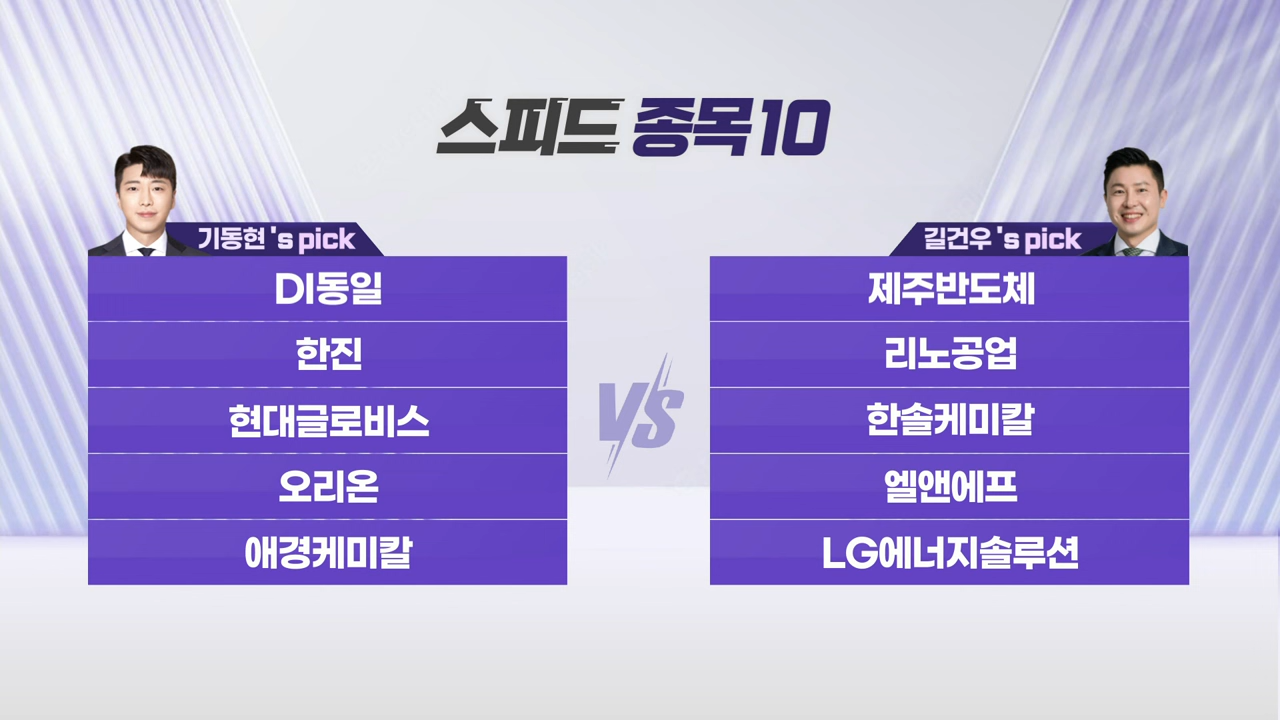 스피드 종목10
기동현's pick
DI동일
한진
현대글로비스
오리온
애경케미칼
VS
길건우's pick
제주반도체
리노공업
한솔케미칼
엘앤에프
LG에너지솔루션